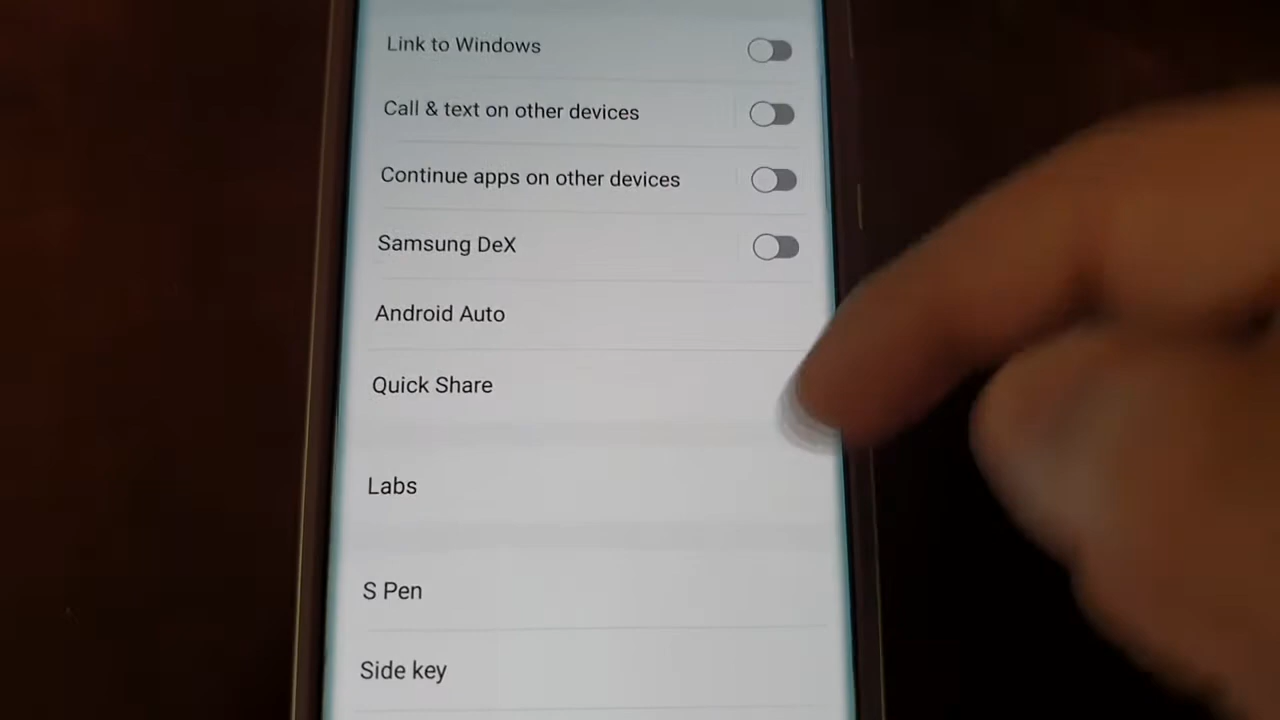 Link to Windows
Call & text on other devices
Continue apps on other devices
Samsung DeX
Android Auto
Quick Share
Labs
S Pen
Side key